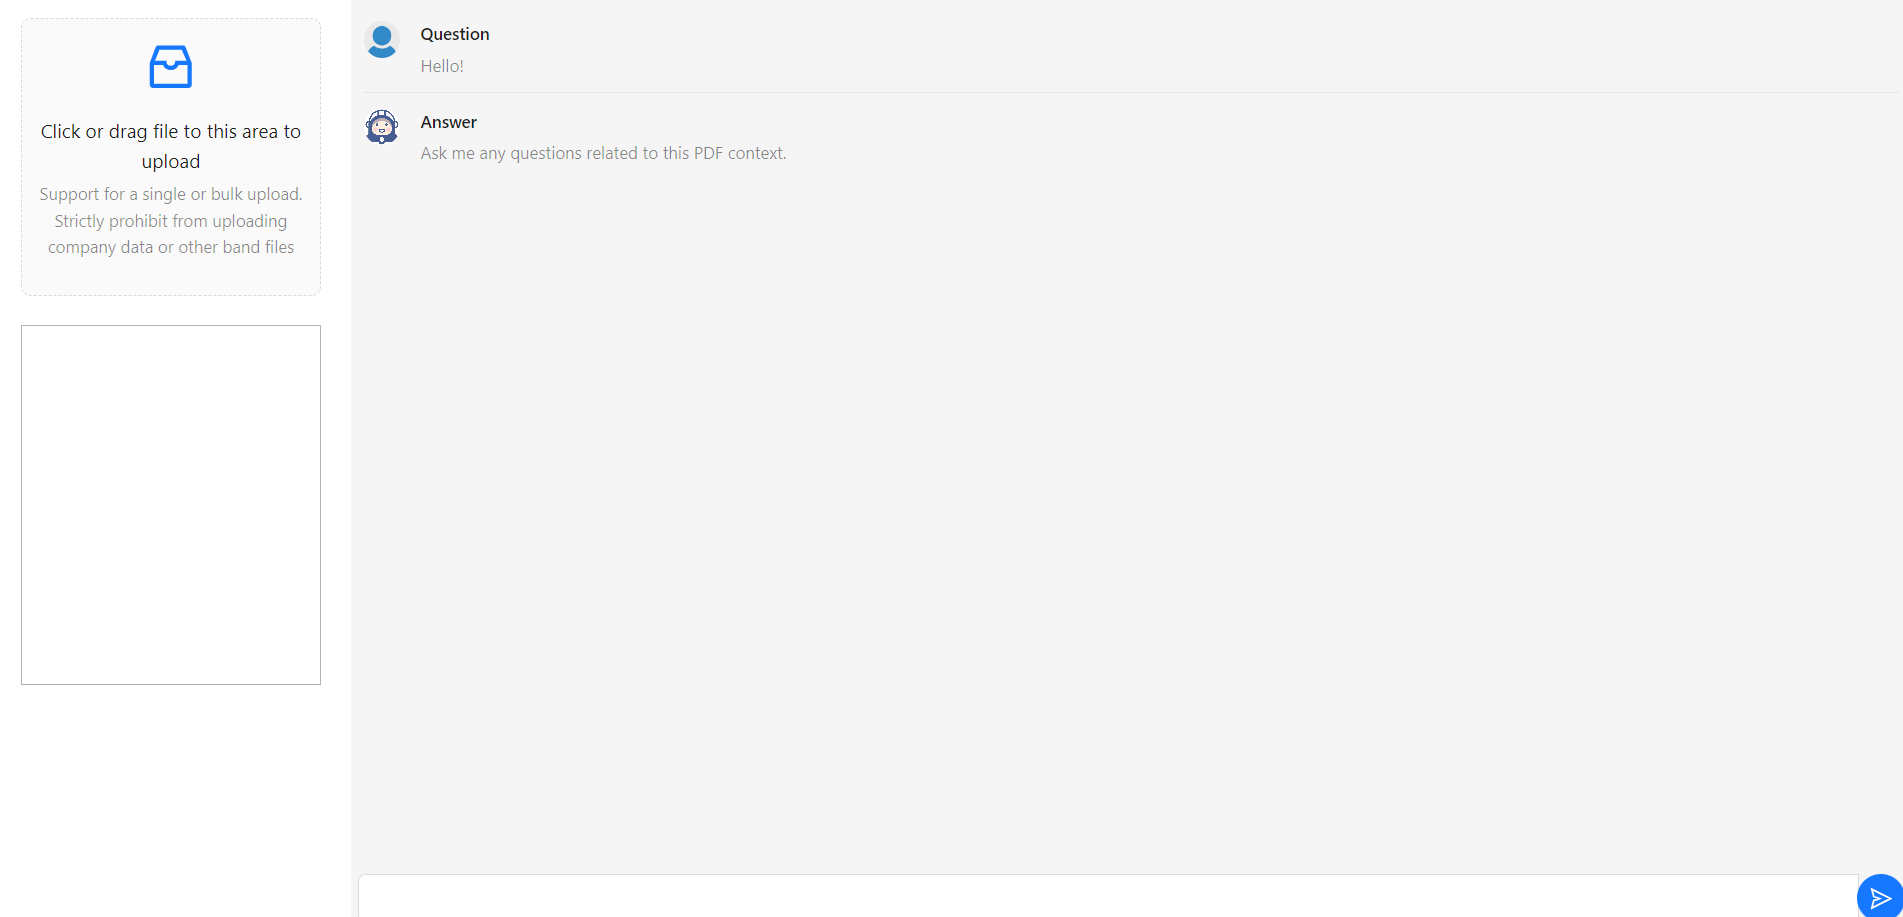 Click or drag file to this area to
upload
Support for a single or bulk upload.
Strictly prohibit from uploading
company data or other band files
Question
Hello!
Answer
Ask me any questions related to this PDF context.